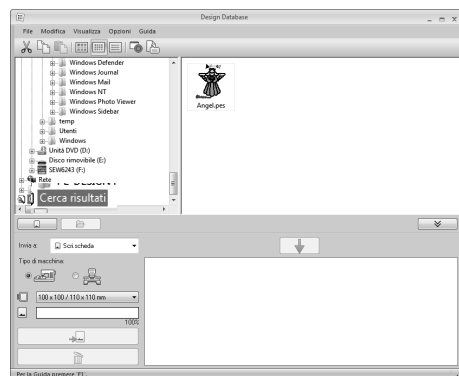 Design Database
File Modifica Visualizza Opzioni Guida
Windows Defender
Windows Journal
Windows Mail
Windows NT
Windows Photo Viewer
Windows Sidebar
temp
Utenti
Windows
Unità DVD (D:)
Disco rimovibile (E:)
SEW6243 (F:)
Rete
Cerca risultati
Angel.pes
Invia a: Scri.scheda
Tipo di macchina:
100 x 100 / 110 x 110 mm
100%
Per la Guida premere 'F1'.